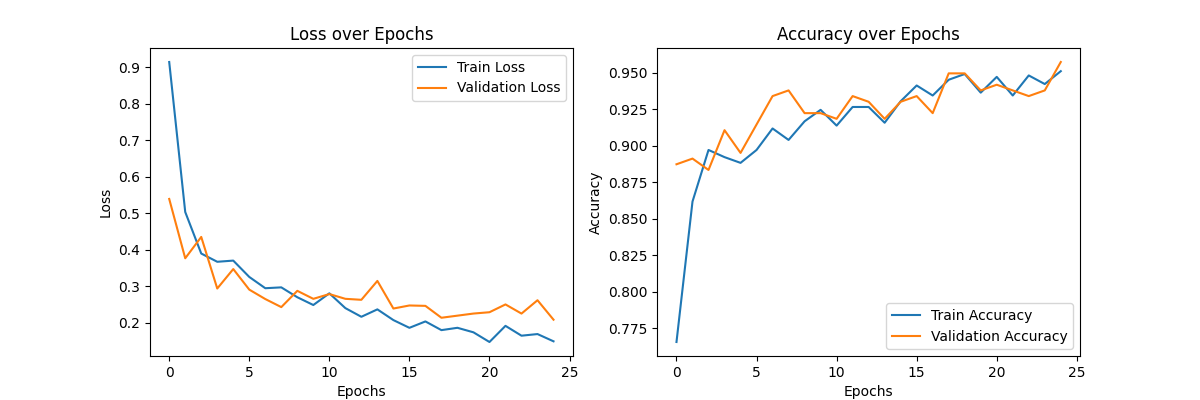 Loss over Epochs
0.9
0.8
0.7
0.6
0.5
0.4
0.3
0.2
Loss
0 5 10 15 20 25
Epochs
Train Loss
Validation Loss
Accuracy over Epochs
0.950
0.925
0.900
0.875
0.850
0.825
0.800
0.775
Accuracy
0 5 10 15 20 25
Epochs
Train Accuracy
Validation Accuracy